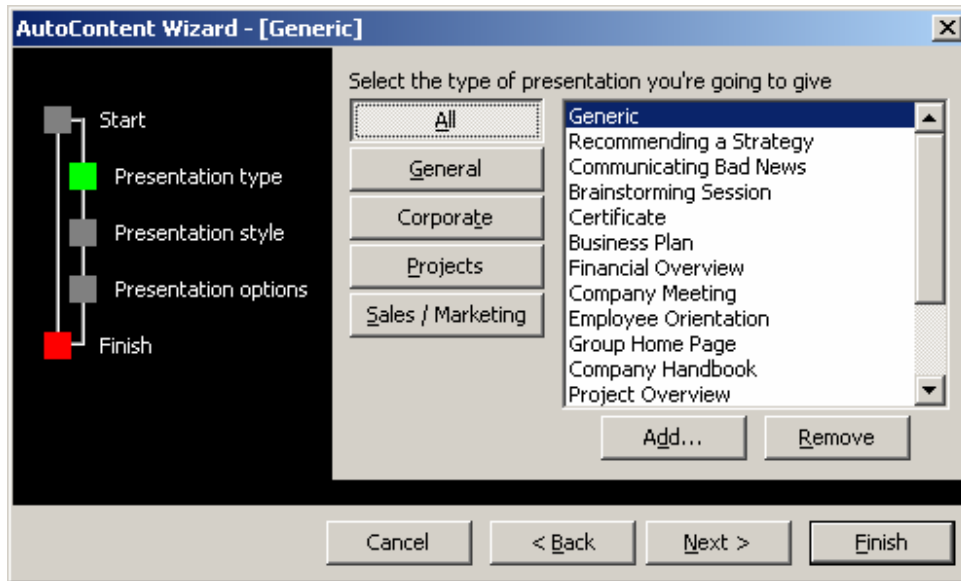 AutoContent Wizard - [Generic]
Start
Presentation type
Presentation style
Presentation options
Finish
Select the type of presentation you're going to give
All
General
Corporate
Projects
Sales / Marketing
Generic
Recommending a Strategy
Communicating Bad News
Brainstorming Session
Certificate
Business Plan
Financial Overview
Company Meeting
Employee Orientation
Group Home Page
Company Handbook
Project Overview
Add...
Remove
Cancel
< Back
Next >
Finish